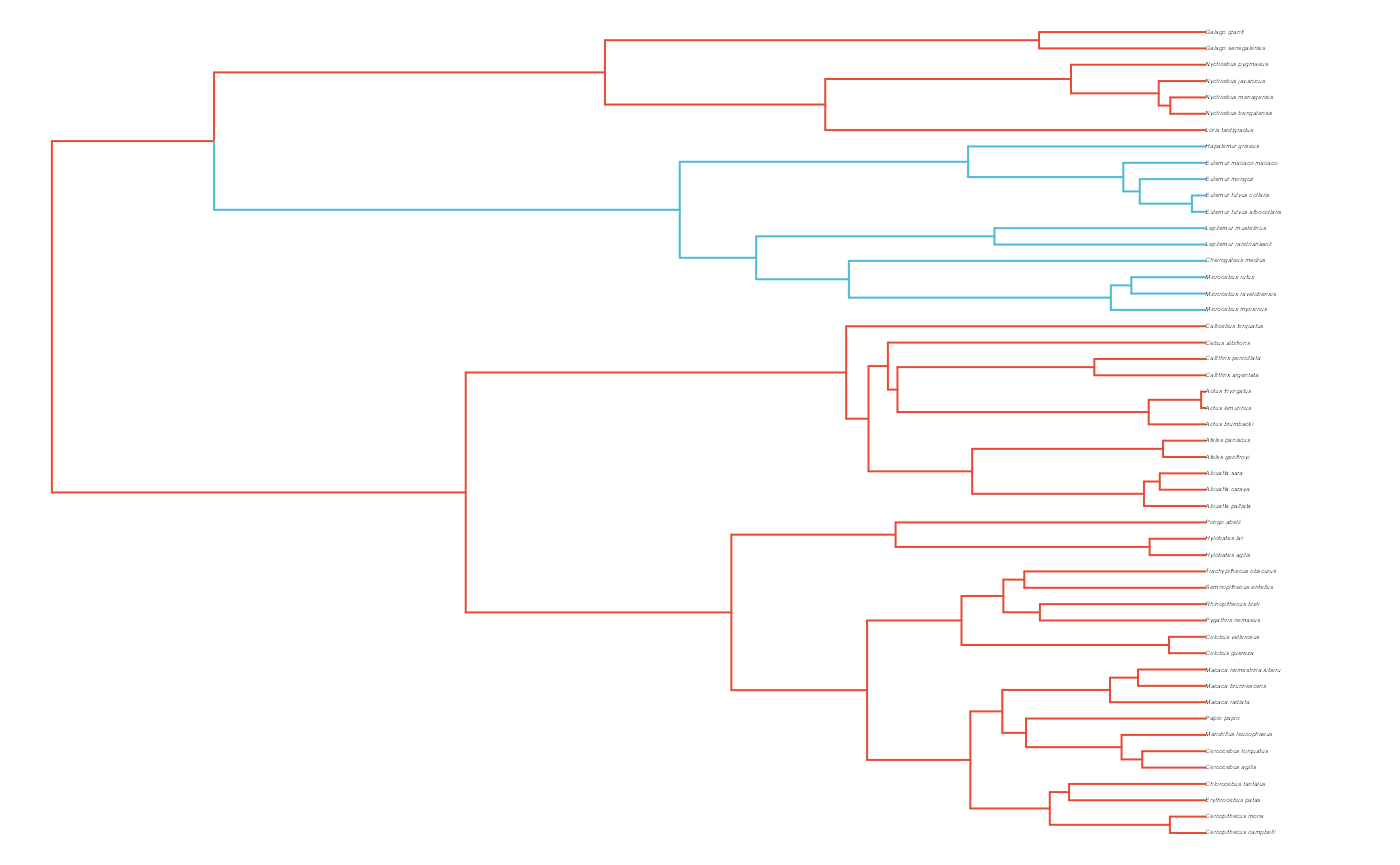 Galago granti
Galago senegalensis
Nycticebus pygmaeus
Nycticebus javanicus
Nycticebus menagensis
Nycticebus bengalensis
Loris tardigradus
Hapalemur griseus
Eulemur macaco macaco
Eulemur mongoz
Eulemur fulvus collaris
Eulemur fulvus albocollaris
Lepilemur mustelinus
Lepilemur randrianasoli
Cheirogaleus medius
Microcebus rufus
Microcebus ravelobensis
Microcebus myoxinus
Callicebus torquatus
Cebus albifrons
Callithrix penicillata
Callithrix argentata
Aotus trivirgatus
Aotus lemurinus
Aotus brumbacki
Ateles paniscus
Ateles geoffroyi
Alouatta sara
Alouatta caraya
Alouatta palliata
Pongo abelii
Hylobates lar
Hylobates agilis
Trachypithecus obscurus
Semnopithecus entellus
Rhinopithecus bieti
Pygathrix nemaeus
Colobus vellerosus
Colobus guereza
Macaca nemestrina siberu
Macaca brunnescens
Macaca radiata
Papio papio
Mandrillus leucophaeus
Cercocebus torquatus
Cercocebus agilis
Chlorocebus tantalus
Erythrocebus patas
Cercopithecus mona
Cercopithecus campbelli